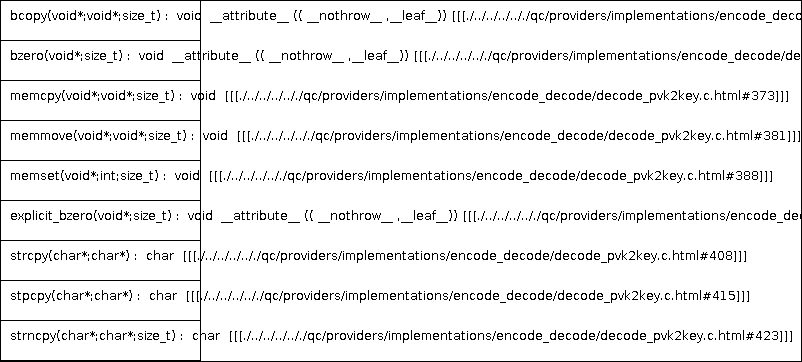 bcopy(void*;void*;size_t) : void __attribute__ (( __nothrow__ ,__leaf__)) [[[./../../../../qc/providers/implementations/encode_deco
bzero(void*;size_t) : void __attribute__ (( __nothrow__ ,__leaf__)) [[[./../../../../qc/providers/implementations/encode_decode/de
memcpy(void*;void*;size_t) : void [[[./../../../../qc/providers/implementations/encode_decode/decode_pvk2key.c.html#373]]]
memmove(void*;void*;size_t) : void [[[./../../../../qc/providers/implementations/encode_decode/decode_pvk2key.c.html#381]]]
memset(void*;int;size_t) : void [[[./../../../../qc/providers/implementations/encode_decode/decode_pvk2key.c.html#388]]]
explicit_bzero(void*;size_t) : void __attribute__ (( __nothrow__ ,__leaf__)) [[[./../../../../qc/providers/implementations/encode_deco
strcpy(char*;char*) : char [[[./../../../../qc/providers/implementations/encode_decode/decode_pvk2key.c.html#408]]]
stpcpy(char*;char*) : char [[[./../../../../qc/providers/implementations/encode_decode/decode_pvk2key.c.html#415]]]
strncpy(char*;char*;size_t) : char [[[./../../../../qc/providers/implementations/encode_decode/decode_pvk2key.c.html#423]]]